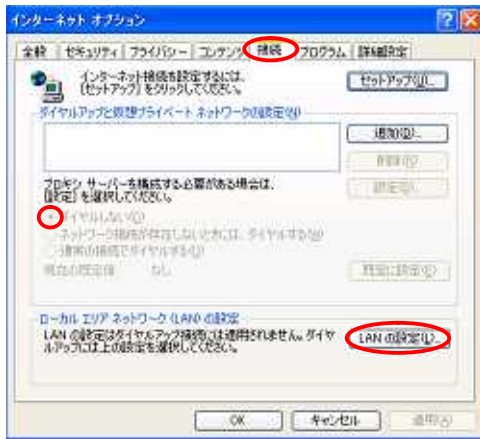 インターネット オプション
全般 セキュリティ プライバシー コンテンツ 接続 プログラム 詳細設定
インターネット接続を設定するには、
[セットアップ] をクリックしてください。
セットアップ(U)...
ダイヤルアップと仮想プライベート ネットワークの設定(N)
追加(D)...
削除(R)
プロキシ サーバーを構成する必要がある場合は、
[設定] を選択してください。
設定(S)...
ダイヤルしない(C)
ネットワーク接続が存在しないときには、ダイヤルする(W)
通常の接続でダイヤルする(O)
現在の既定値 なし
既定に設定(E)
ローカル エリア ネットワーク (LAN) の設定
LAN の設定はダイヤルアップ接続には適用されません。ダイヤ
ルアップには上の設定を選択してください。
LAN の設定(L)...
OK キャンセル 適用(A)